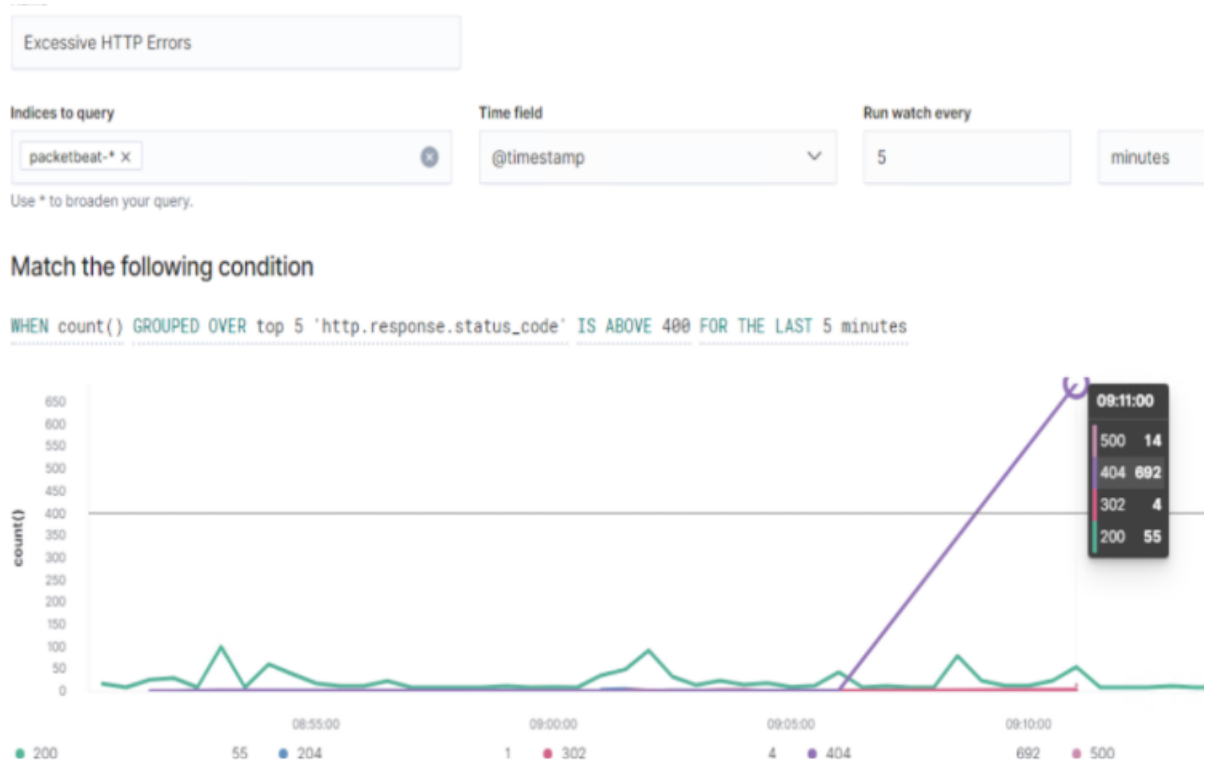 Excessive HTTP Errors
Indices to query Time field Run watch every
packetbeat-* × @timestamp 5 minutes
Use * to broaden your query.
Match the following condition
WHEN count() GROUPED OVER top 5 'http.response.status_code' IS ABOVE 400 FOR THE LAST 5 minutes
count()
650
600
550
500
450
400
350
300
250
200
150
100
50
0
09:11:00
500 14
404 692
302 4
200 55
08:55:00 09:00:00 09:05:00 09:10:00
200 55 204 1 302 4 404 692 500